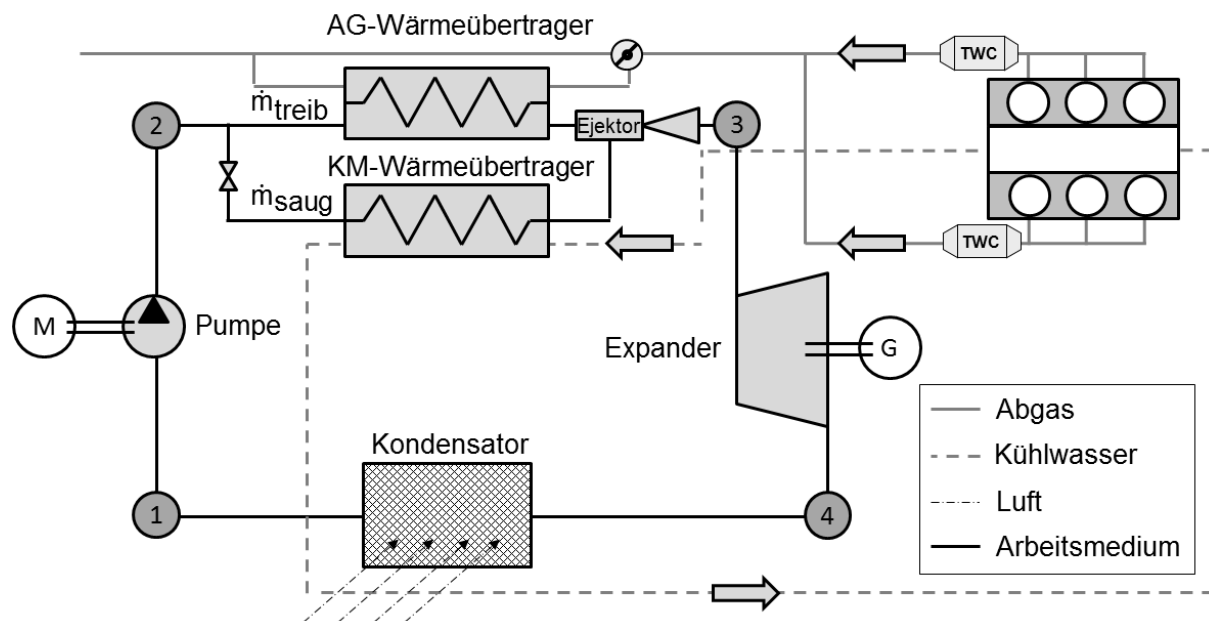 AG-Wärmeübertrager
TWC
ṁtreib
2
Ejektor
3
KM-Wärmeübertrager
ṁsaug
TWC
M
Pumpe
Expander
G
Kondensator
1
4
Abgas
Kühlwasser
Luft
Arbeitsmedium